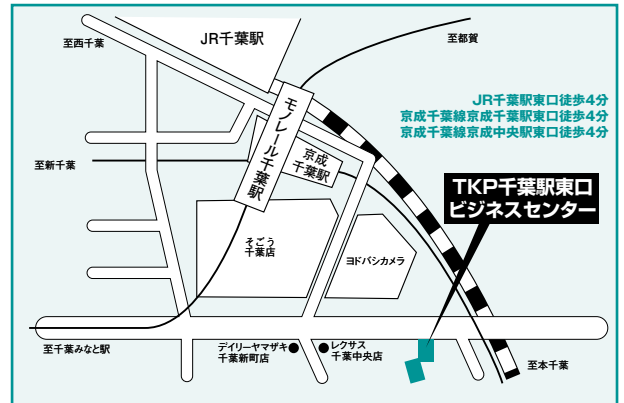 JR千葉駅
至西千葉
至都賀
JR千葉駅東口徒歩4分
京成千葉線京成千葉駅東口徒歩4分
京成千葉線京成中央駅東口徒歩4分
モノレール千葉駅
京成
千葉駅
至新千葉
TKP千葉駅東口
ビジネスセンター
そごう
千葉店
ヨドバシカメラ
至千葉みなと駅
デイリーヤマザキ
千葉新町店
レクサス
千葉中央店
至本千葉